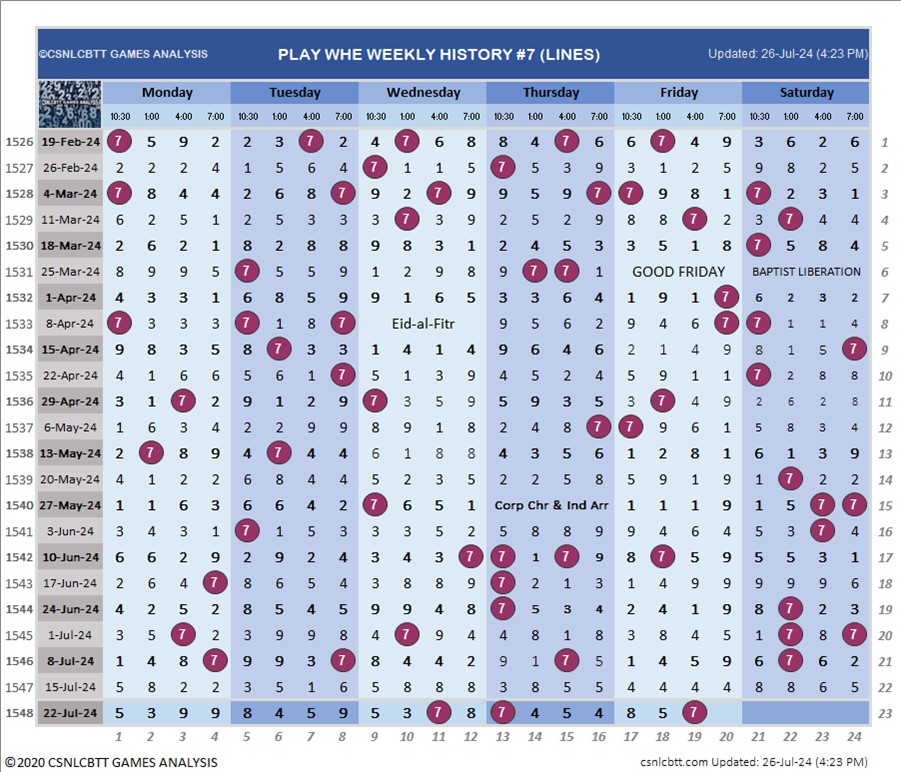 ©CSNLCBTT GAMES ANALYSIS PLAY WHE WEEKLY HISTORY #7 (LINES) Updated: 26-Jul-24 (4:23 PM)
CSNLCBTT GAMES ANALYSIS Monday Tuesday Wednesday Thursday Friday Saturday
10:30 1:00 4:00 7:00 10:30 1:00 4:00 7:00 10:30 1:00 4:00 7:00 10:30 1:00 4:00 7:00 10:30 1:00 4:00 7:00 10:30 1:00 4:00 7:00
1526 19-Feb-24 7 5 9 2 2 3 7 2 4 7 6 8 8 4 7 6 6 7 4 9 3 6 2 6 1
1527 26-Feb-24 2 2 2 4 1 5 6 4 7 1 1 5 7 5 3 9 3 1 2 5 9 8 2 5 2
1528 4-Mar-24 7 8 4 4 2 6 8 7 9 2 7 9 9 5 9 7 7 9 8 1 7 2 3 1 3
1529 11-Mar-24 6 2 5 1 2 5 3 3 3 7 3 9 2 5 2 9 8 8 7 2 3 7 4 4 4
1530 18-Mar-24 2 6 2 1 8 2 8 8 9 8 3 1 2 4 5 3 3 5 1 8 7 5 8 4 5
1531 25-Mar-24 8 9 9 5 7 5 5 9 1 2 9 8 9 7 7 1 GOOD FRIDAY BAPTIST LIBERATION 6
1532 1-Apr-24 4 3 3 1 6 8 5 9 9 1 6 5 3 3 6 4 1 9 1 7 6 2 3 2 7
1533 8-Apr-24 7 3 3 3 7 1 8 7 Eid-al-Fitr 9 5 6 2 9 4 6 7 7 1 1 4 8
1534 15-Apr-24 9 8 3 5 8 7 3 3 1 4 1 4 9 6 4 6 2 1 4 9 8 1 5 7 9
1535 22-Apr-24 4 1 6 6 5 6 1 7 5 1 3 9 4 5 2 4 5 9 1 1 7 2 8 8 10
1536 29-Apr-24 3 1 7 2 9 1 2 9 7 3 5 9 5 9 3 5 3 7 4 9 2 6 2 8 11
1537 6-May-24 1 6 3 4 2 2 9 9 8 9 1 8 2 4 8 7 7 9 6 1 5 8 3 4 12
1538 13-May-24 2 7 8 9 4 7 4 4 6 1 8 8 4 3 5 6 1 2 8 1 6 1 3 9 13
1539 20-May-24 4 1 2 2 6 8 4 4 5 2 3 5 2 2 5 8 5 9 4 9 1 7 2 2 14
1540 27-May-24 1 1 6 3 6 6 4 2 7 6 5 1 Corp Chr & Ind Arr 1 1 1 9 1 5 7 7 15
1541 3-Jun-24 3 4 3 1 7 1 5 3 3 3 5 2 5 8 8 9 9 4 6 4 5 3 7 4 16
1542 10-Jun-24 6 6 2 9 2 9 2 4 3 4 3 7 7 1 7 9 8 7 5 9 5 5 3 1 17
1543 17-Jun-24 2 6 4 7 8 6 5 4 3 8 8 9 7 2 1 3 1 4 9 9 9 9 9 6 18
1544 24-Jun-24 4 2 5 2 8 5 4 5 9 9 4 8 7 5 3 4 2 4 1 9 8 7 2 3 19
1545 1-Jul-24 3 5 7 2 3 9 9 8 4 7 9 4 4 8 1 8 3 8 4 5 1 7 8 7 20
1546 8-Jul-24 1 4 8 7 9 9 3 7 8 4 4 2 9 1 7 5 1 4 5 9 6 7 6 2 21
1547 15-Jul-24 5 8 2 2 3 5 1 6 5 8 8 8 3 8 5 5 4 4 4 4 8 8 6 5 22
1548 22-Jul-24 5 3 9 9 8 4 5 9 5 3 7 8 7 4 5 4 8 5 7 23
1 2 3 4 5 6 7 8 9 10 11 12 13 14 15 16 17 18 19 20 21 22 23 24
©2020 CSNLCBTT GAMES ANALYSIS csnlcbtt.com Updated: 26-Jul-24 (4:23 PM)